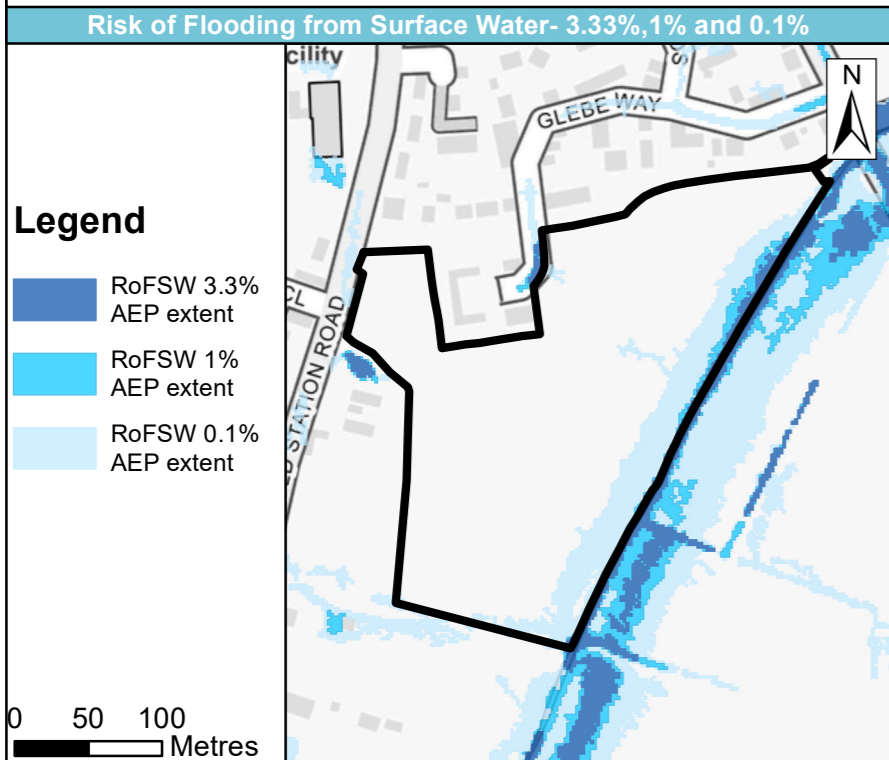 Risk of Flooding from Surface Water- 3.33%,1% and 0.1%
cility
S
GLEBE WAY
N
Legend
RoFSW 3.3%
AEP extent
RoFSW 1%
AEP extent
RoFSW 0.1%
AEP extent
CL
LD STATION ROAD
0 50 100
Metres